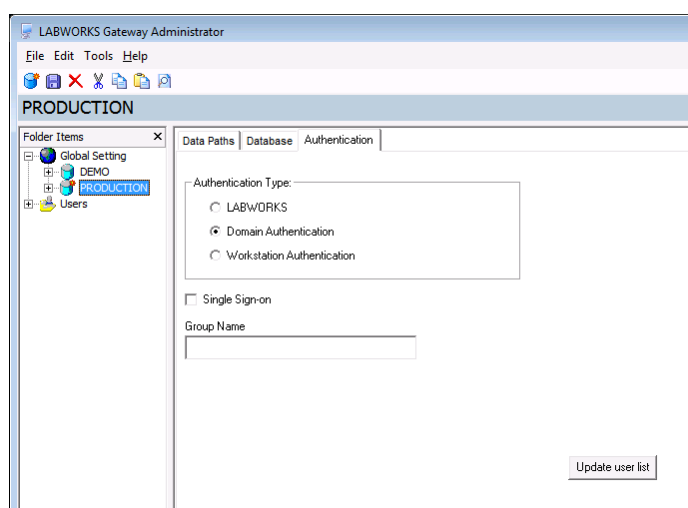 LABWORKS Gateway Administrator
File Edit Tools Help
PRODUCTION
Folder Items
Global Setting
DEMO
PRODUCTION
Users
Data Paths Database Authentication
Authentication Type:
LABWORKS
Domain Authentication
Workstation Authentication
Single Sign-on
Group Name
Update user list